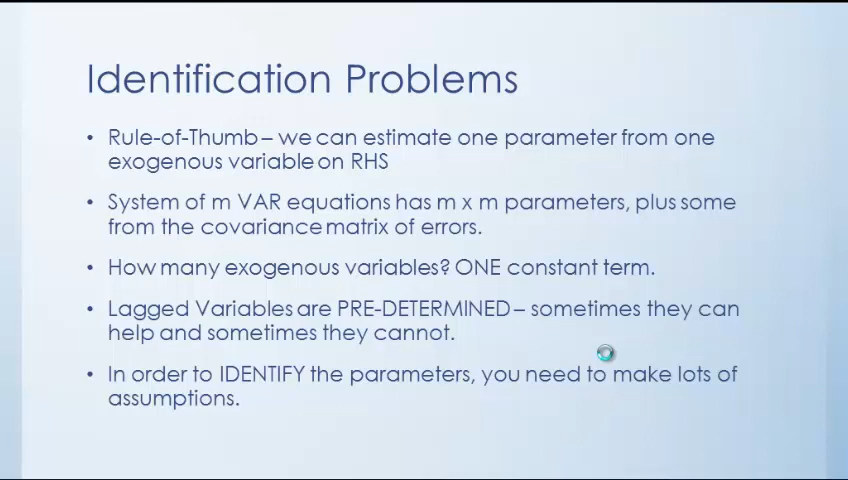 Identification Problems
• Rule-of-Thumb – we can estimate one parameter from one
exogenous variable on RHS
• System of m VAR equations has m x m parameters, plus some
from the covariance matrix of errors.
• How many exogenous variables? ONE constant term.
• Lagged Variables are PRE-DETERMINED – sometimes they can
help and sometimes they cannot.
• In order to IDENTIFY the parameters, you need to make lots of
assumptions.